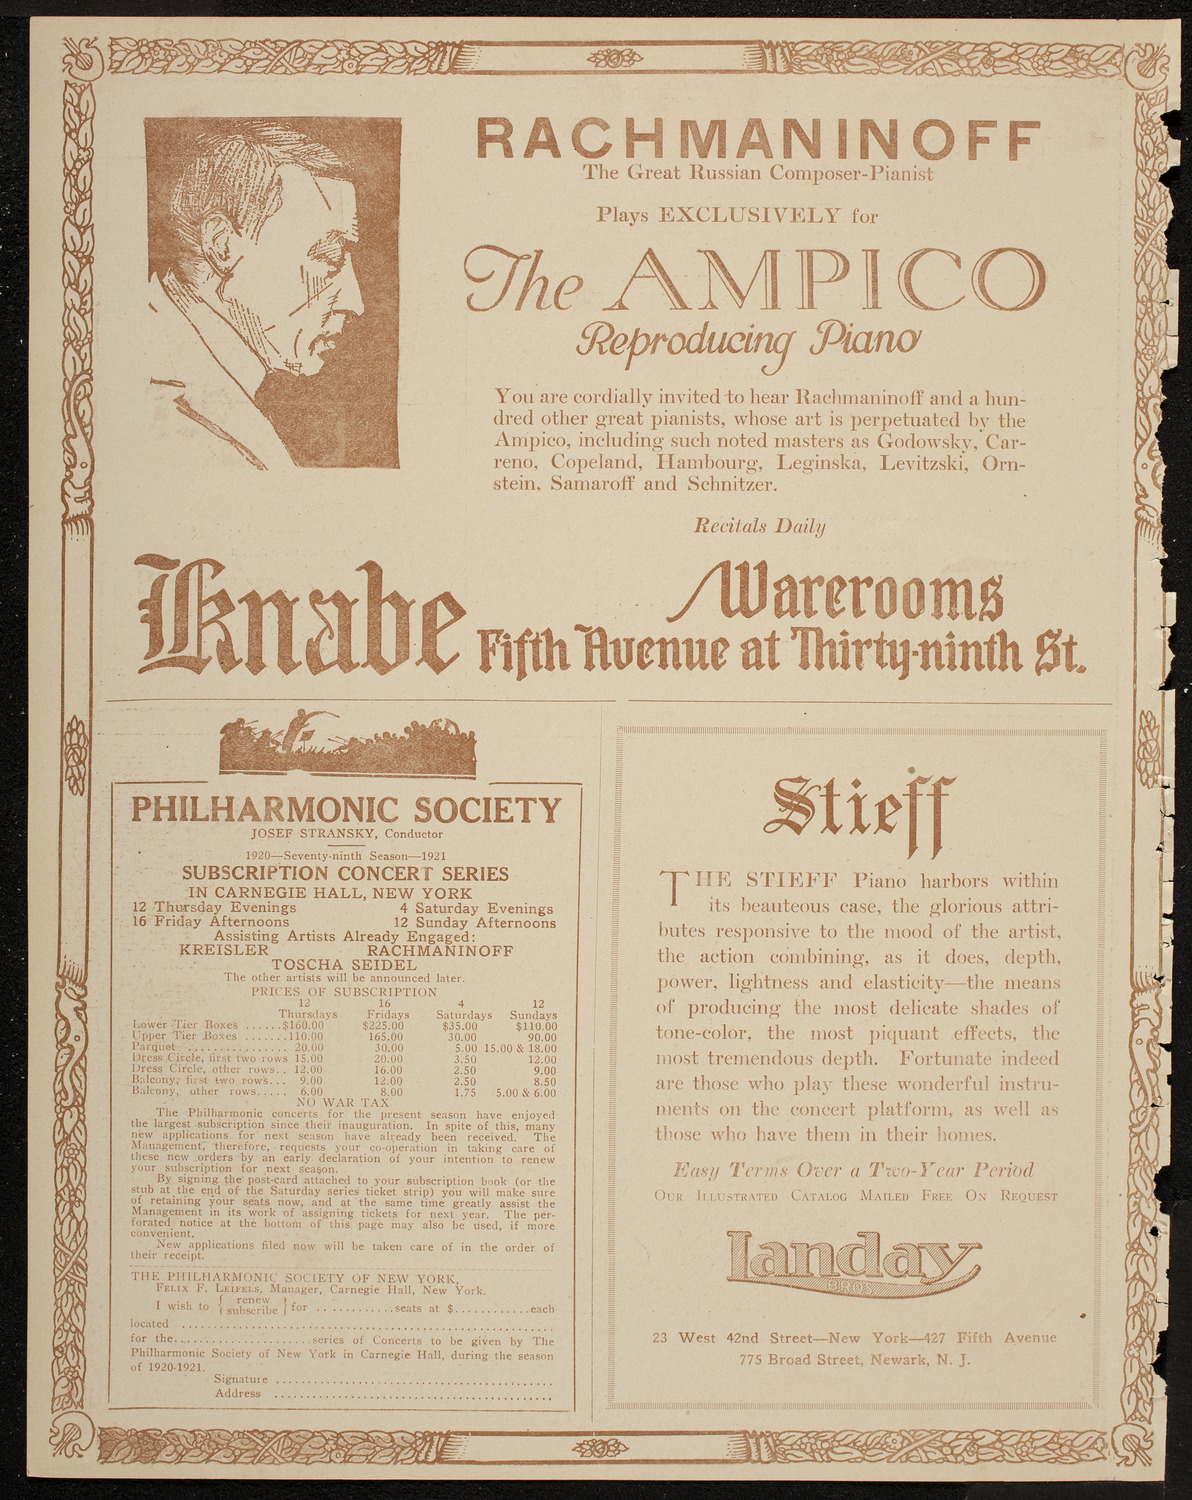 RACHMANINOFF
The Great Russian Composer-Pianist
Plays EXCLUSIVELY for
The AMPICO
Reproducing Piano
You are cordially invited to hear Rachmaninoff and a hun-
dred other great pianists, whose art is perpetuated by the
Ampico, including such noted masters as Godowsky, Car-
reno, Copeland, Hambourg, Leginska, Levitzski, Orn-
stein, Samaroff and Schnitzer.
Recitals Daily
Knabe Warerooms
Fifth Avenue at Thirty-ninth St.
PHILHARMONIC SOCIETY
JOSEF STRANSKY, Conductor
1920—Seventy-ninth Season—1921
SUBSCRIPTION CONCERT SERIES
IN CARNEGIE HALL, NEW YORK
12 Thursday Evenings 4 Saturday Evenings
16 Friday Afternoons 12 Sunday Afternoons
Assisting Artists Already Engaged:
KREISLER RACHMANINOFF
TOSCHA SEIDEL
The other artists will be announced later.
PRICES OF SUBSCRIPTION
12 16 4 12
Thursdays Fridays Saturdays Sundays
Lower Tier Boxes ......$160.00 $225.00 $35.00 $110.00
Upper Tier Boxes .......110.00 165.00 30.00 90.00
Parquet ................ 20.00 30.00 5.00 15.00 & 18.00
Dress Circle, first two rows 15.00 20.00 3.50 12.00
Dress Circle, other rows.. 12.00 16.00 2.50 9.00
Balcony, first two rows... 9.00 12.00 2.50 8.50
Balcony, other rows..... 6.00 8.00 1.75 5.00 & 6.00
NO WAR TAX
The Philharmonic concerts for the present season have enjoyed
the largest subscription since their inauguration. In spite of this, many
new applications for next season have already been received. The
Management, therefore, requests your co-operation in taking care of
these new orders by an early declaration of your intention to renew
your subscription for next season.
By signing the post-card attached to your subscription book (or the
stub at the end of the Saturday series ticket strip) you will make sure
of retaining your seats now, and at the same time greatly assist the
Management in its work of assigning tickets for next year. The per-
forated notice at the bottom of this page may also be used, if more
convenient.
New applications filed now will be taken care of in the order of
their receipt.
THE PHILHARMONIC SOCIETY OF NEW YORK,
FELIX F. LEIFELS, Manager, Carnegie Hall, New York.
I wish to { renew subscribe } for ............seats at $............each
located ......................................................
for the......................series of Concerts to be given by The
Philharmonic Society of New York in Carnegie Hall, during the season
of 1920-1921.
Signature ..........................................
Address ..........................................
Stieff
THE STIEFF Piano harbors within
its beauteous case, the glorious attri-
butes responsive to the mood of the artist,
the action combining, as it does, depth,
power, lightness and elasticity—the means
of producing the most delicate shades of
tone-color, the most piquant effects, the
most tremendous depth. Fortunate indeed
are those who play these wonderful instru-
ments on the concert platform, as well as
those who have them in their homes.
Easy Terms Over a Two-Year Period
OUR ILLUSTRATED CATALOG MAILED FREE ON REQUEST
Landay
BROS
23 West 42nd Street—New York—427 Fifth Avenue
775 Broad Street, Newark, N. J.